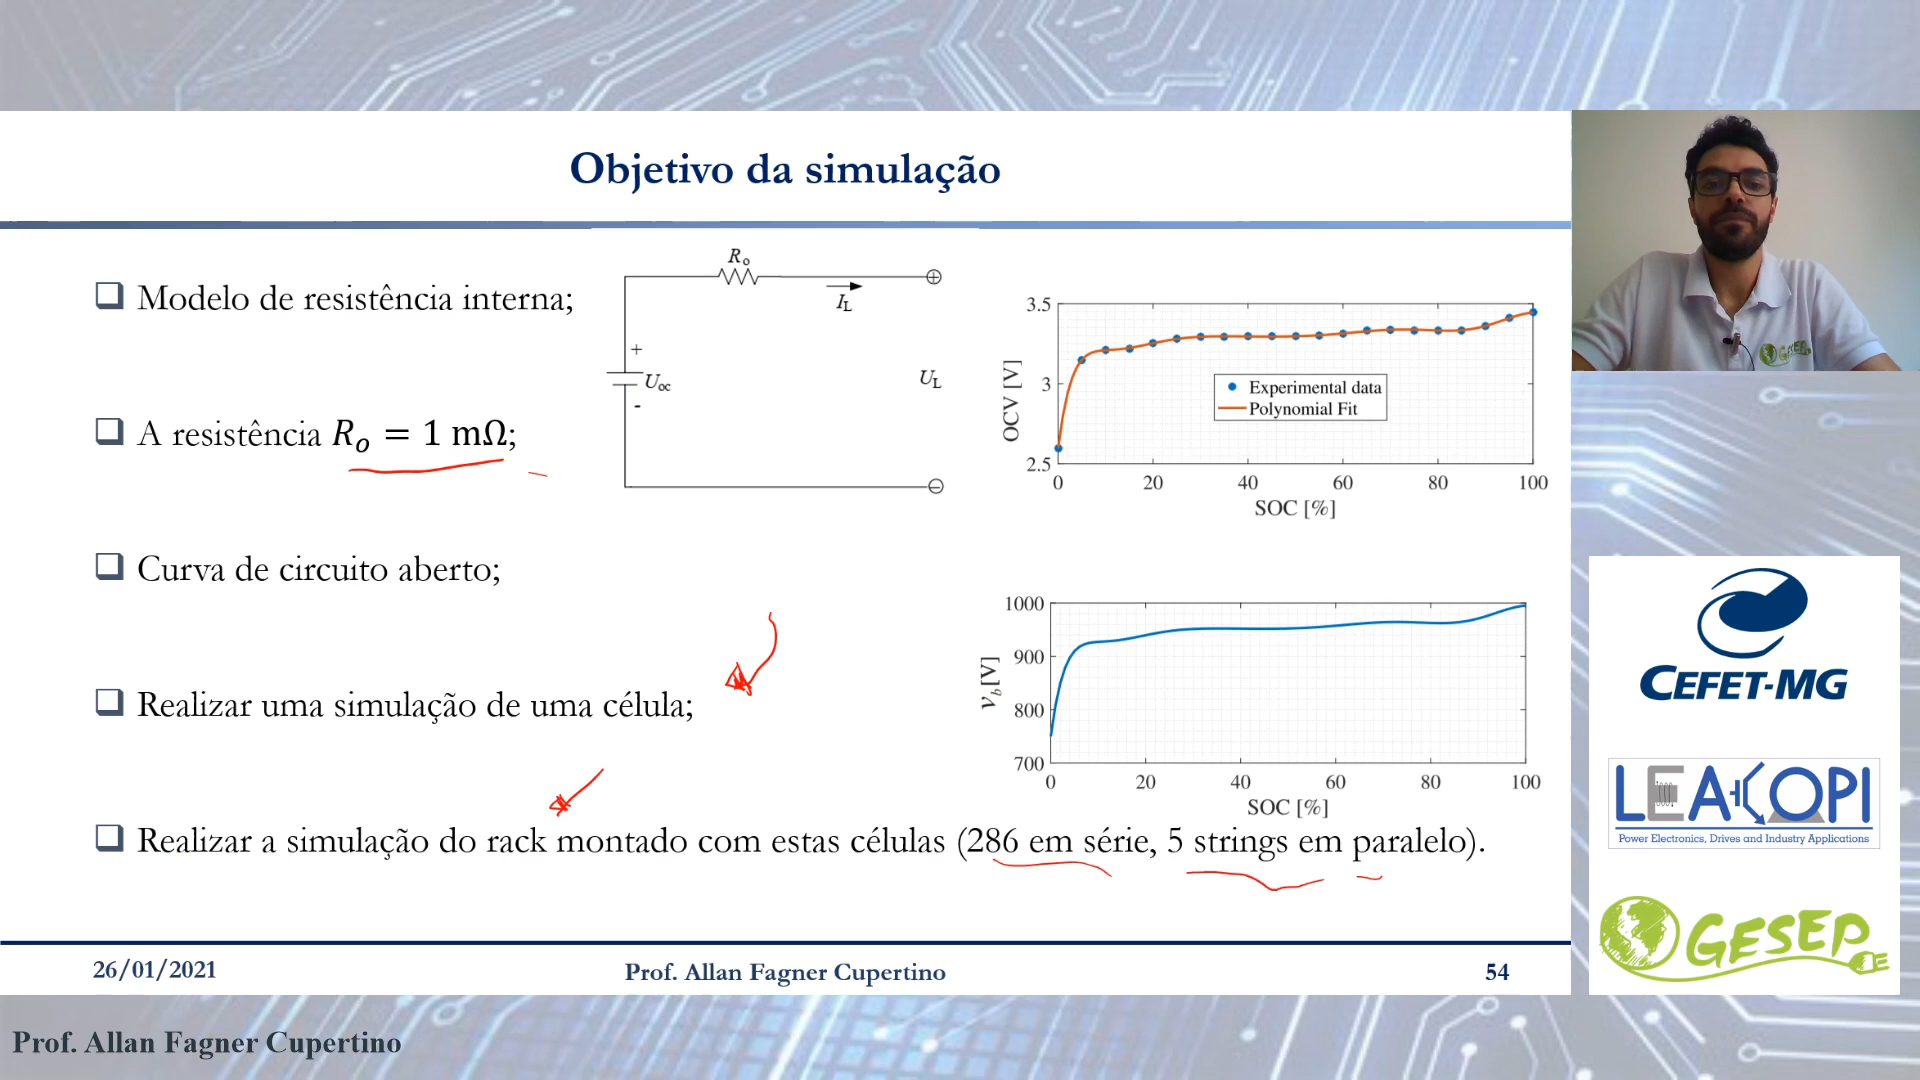 Objetivo da simulação
❑ Modelo de resistência interna;
❑ A resistência Rₒ = 1 mΩ;
❑ Curva de circuito aberto;
❑ Realizar uma simulação de uma célula;
❑ Realizar a simulação do rack montado com estas células (286 em série, 5 strings em paralelo).
Rₒ
I_L
+
U_oc
-
U_L
3.5
3
2.5
OCV [V]
Experimental data
Polynomial Fit
0 20 40 60 80 100
SOC [%]
1000
900
800
700
v_b [V]
0 20 40 60 80 100
SOC [%]
26/01/2021
Prof. Allan Fagner Cupertino
54
GESEP
CEFET-MG
LEACOPI
Power Electronics, Drives and Industry Applications
GESEP
Prof. Allan Fagner Cupertino